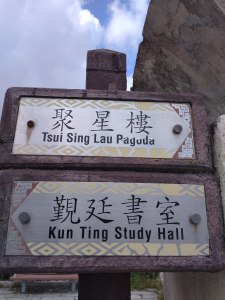 聚星樓
Tsui Sing Lau Pagoda
覲廷書室
Kun Ting Study Hall